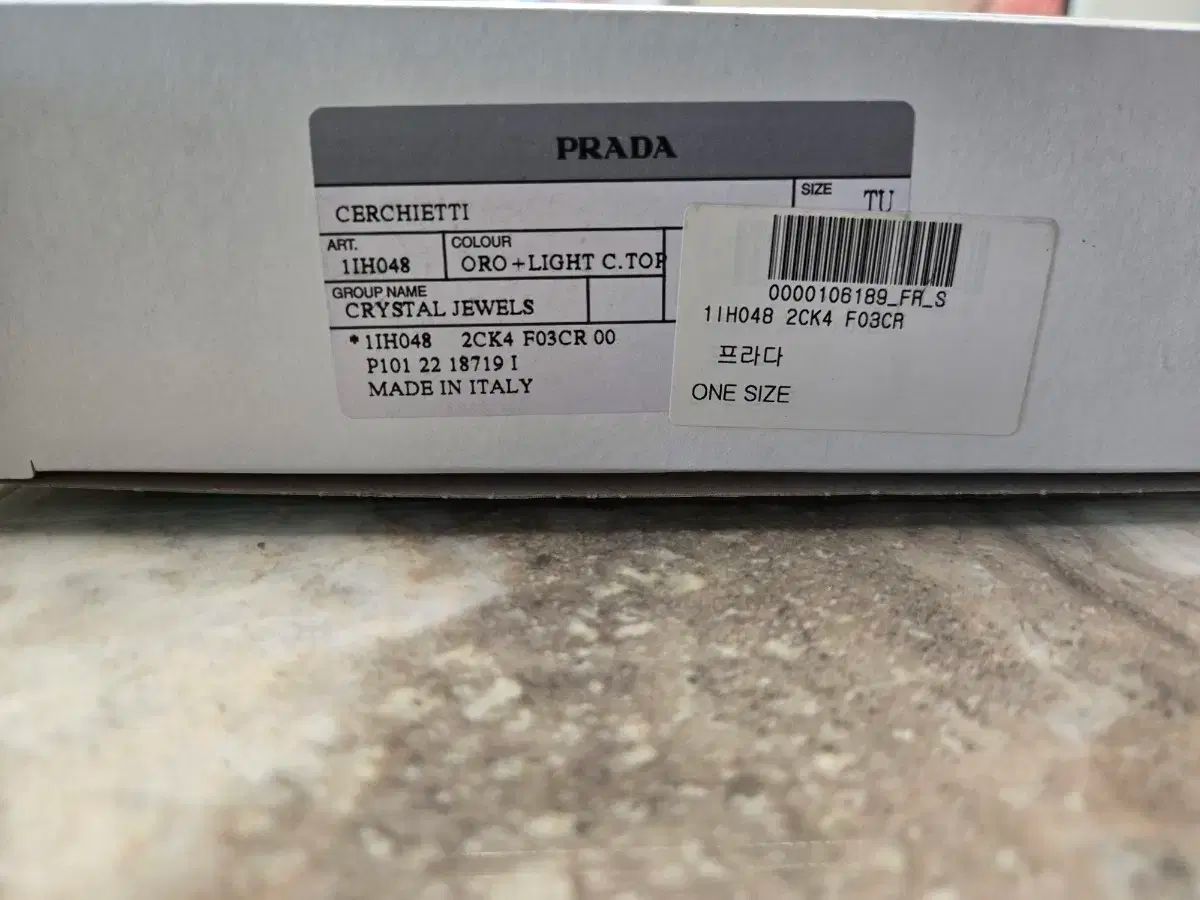 PRADA
CERCHIETTI
SIZE
TU
ART.
1IH048
COLOUR
ORO+LIGHT C.TOP
GROUP NAME
CRYSTAL JEWELS
*1IH048 2CK4 F03CR 00
P101 22 18719 I
MADE IN ITALY
0000106189_FR_S
1IH048 2CK4 F03CR
프라다
ONE SIZE